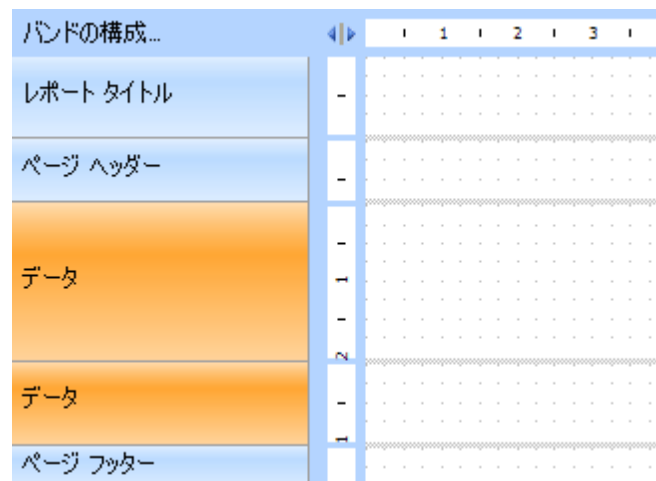 バンドの構成...
1 2 3
レポート タイトル
ページ ヘッダー
データ
1
2
データ
1
ページ フッター